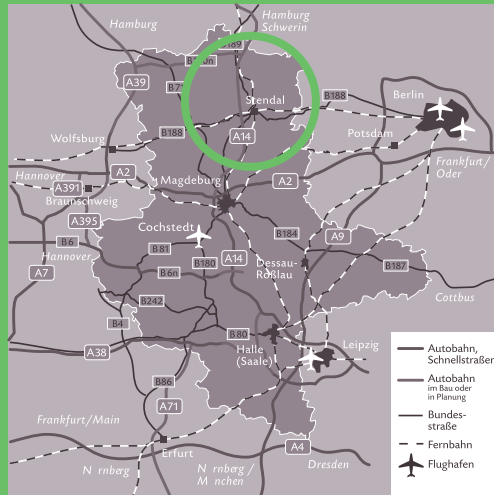 Hamburg
Hamburg
Schwerin
B189
A39
B71
Stendal
B188
Berlin
B188
A14
Wolfsburg
Potsdam
Hannover
A2
Magdeburg
A2
Frankfurt/
Oder
A391
Braunschweig
A395
Cochstedt
B6
B184
A9
Hannover
B81
A7
B180
A14
Dessau-
Roßlau
B187
B6n
B242
Cottbus
B4
B80
Leipzig
A38
Halle
(Saale)
B86
A71
Frankfurt/Main
Erfurt
A4
N rnberg
N rnberg/
M nchen
Dresden
Autobahn,
Schnellstraßen
Autobahn
im Bau oder
in Planung
Bundes-
straße
Fernbahn
Flughafen